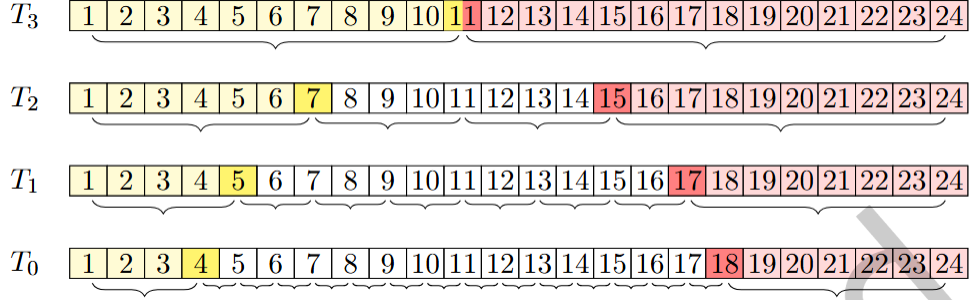 T₃ 1 2 3 4 5 6 7 8 9 10 11 12 13 14 15 16 17 18 19 20 21 22 23 24
T₂ 1 2 3 4 5 6 7 8 9 10 11 12 13 14 15 16 17 18 19 20 21 22 23 24
T₁ 1 2 3 4 5 6 7 8 9 10 11 12 13 14 15 16 17 18 19 20 21 22 23 24
T₀ 1 2 3 4 5 6 7 8 9 10 11 12 13 14 15 16 17 18 19 20 21 22 23 24